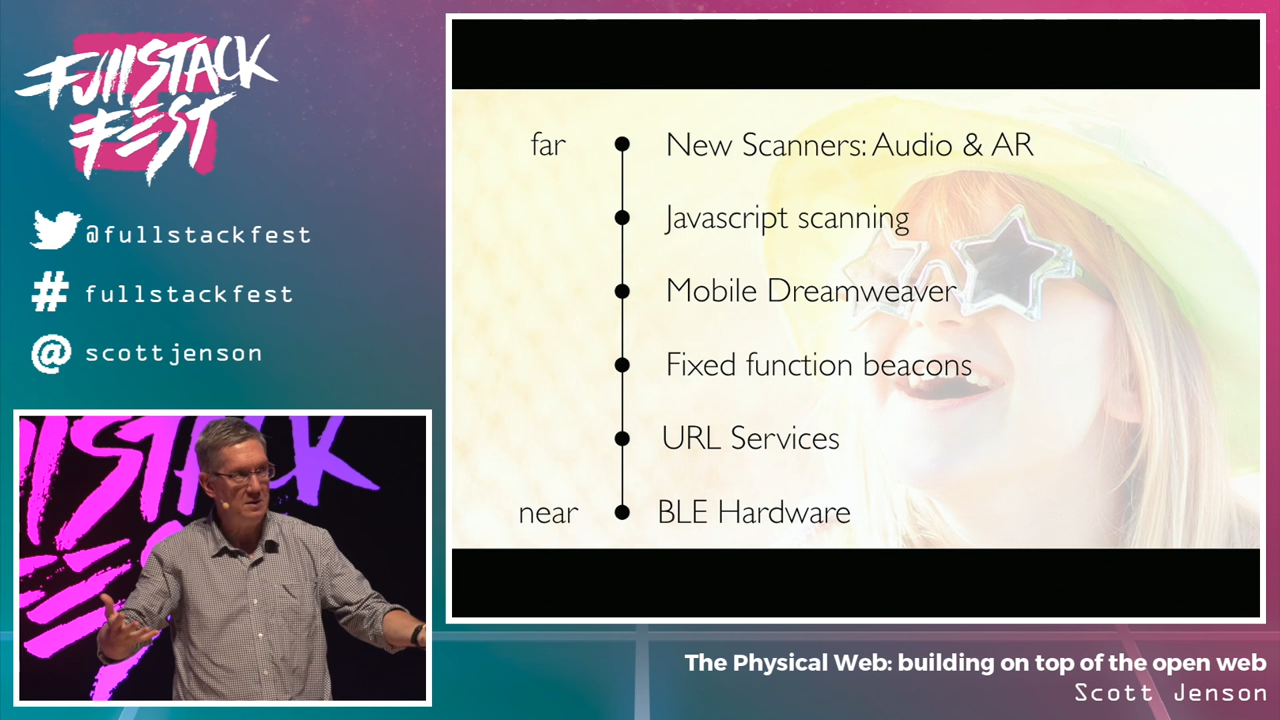 FullSTACK
FEST
@fullstackfest
# fullstackfest
@ scottjenson
far New Scanners: Audio & AR
Javascript scanning
Mobile Dreamweaver
Fixed function beacons
URL Services
near BLE Hardware
The Physical Web: building on top of the open web
Scott Jenson